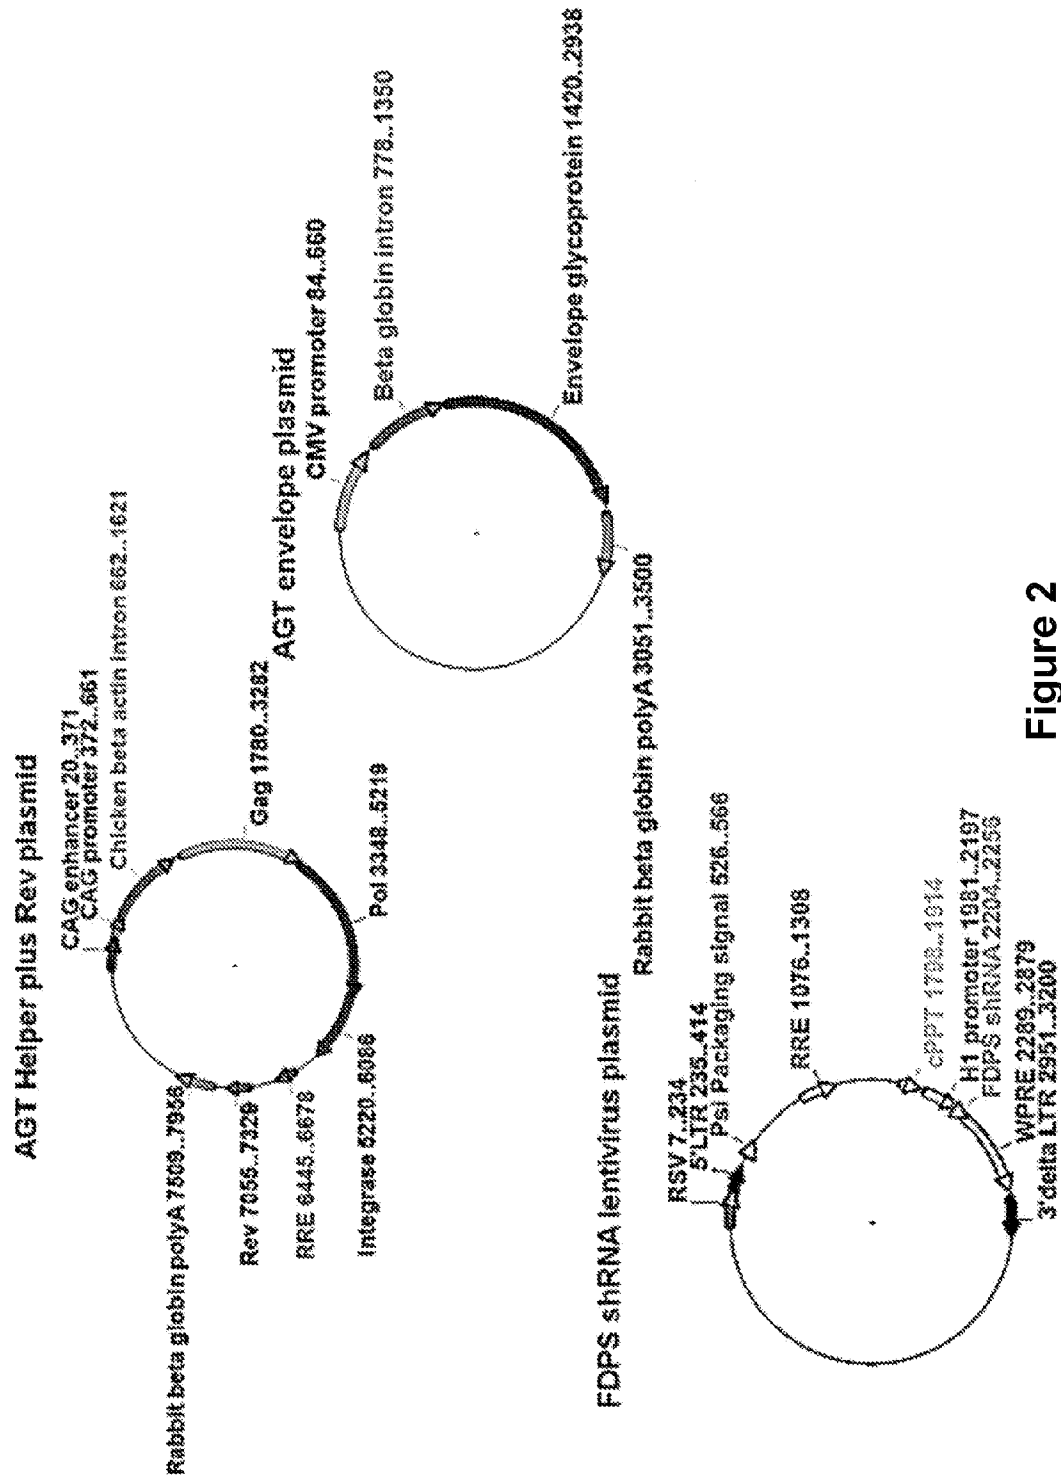 AGT Helper plus Rev plasmid
CAG enhancer 20..371
CAG promoter 372..661
Chicken beta actin intron 662..1621
Gag 1780..3282
Pol 3348..5219
Integrase 5220..6086
RRE 6445..6678
Rev 7055..7329
Rabbit beta globin polyA 7509..7958
AGT envelope plasmid
CMV promoter 84..660
Beta globin intron 778..1350
Envelope glycoprotein 1420..2938
Rabbit beta globin polyA 3051..3500
FDPS shRNA lentivirus plasmid
RSV 7..234
5'LTR 235..414
Psi Packaging signal 526..566
RRE 1076..1308
cPPT
H1 promoter 1981..2197
FDPS shRNA 2204..2256
WPRE 2289..2879
3'delta LTR 2951..3200
Figure 2